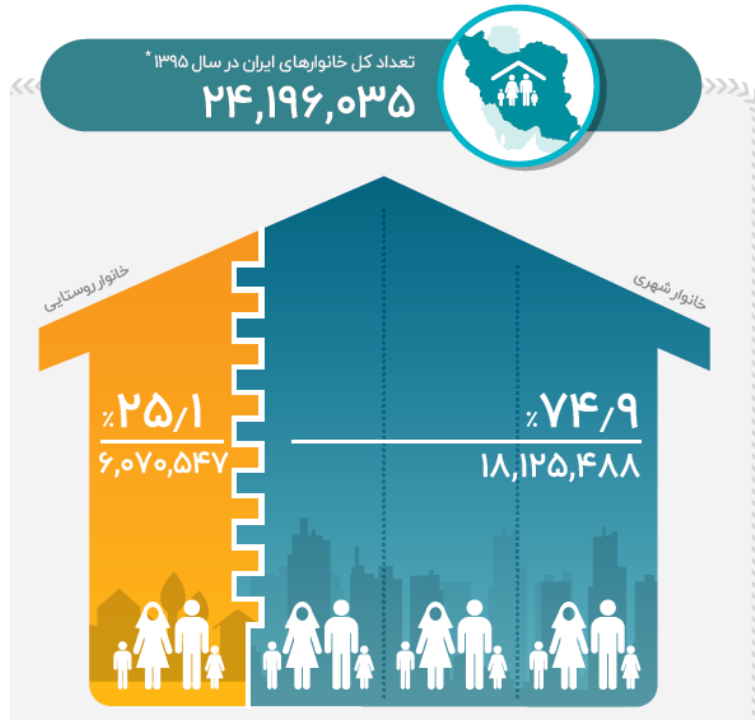 تعداد کل خانوارهای ایران در سال ۱۳۹۵ *
۲۴,۱۹۶,۰۳۵
خانوار شهری
خانوار روستایی
٪۷۴٫۹
۱۸,۱۲۵,۴۸۸
٪۲۵٫۱
۶,۰۷۰,۵۴۷